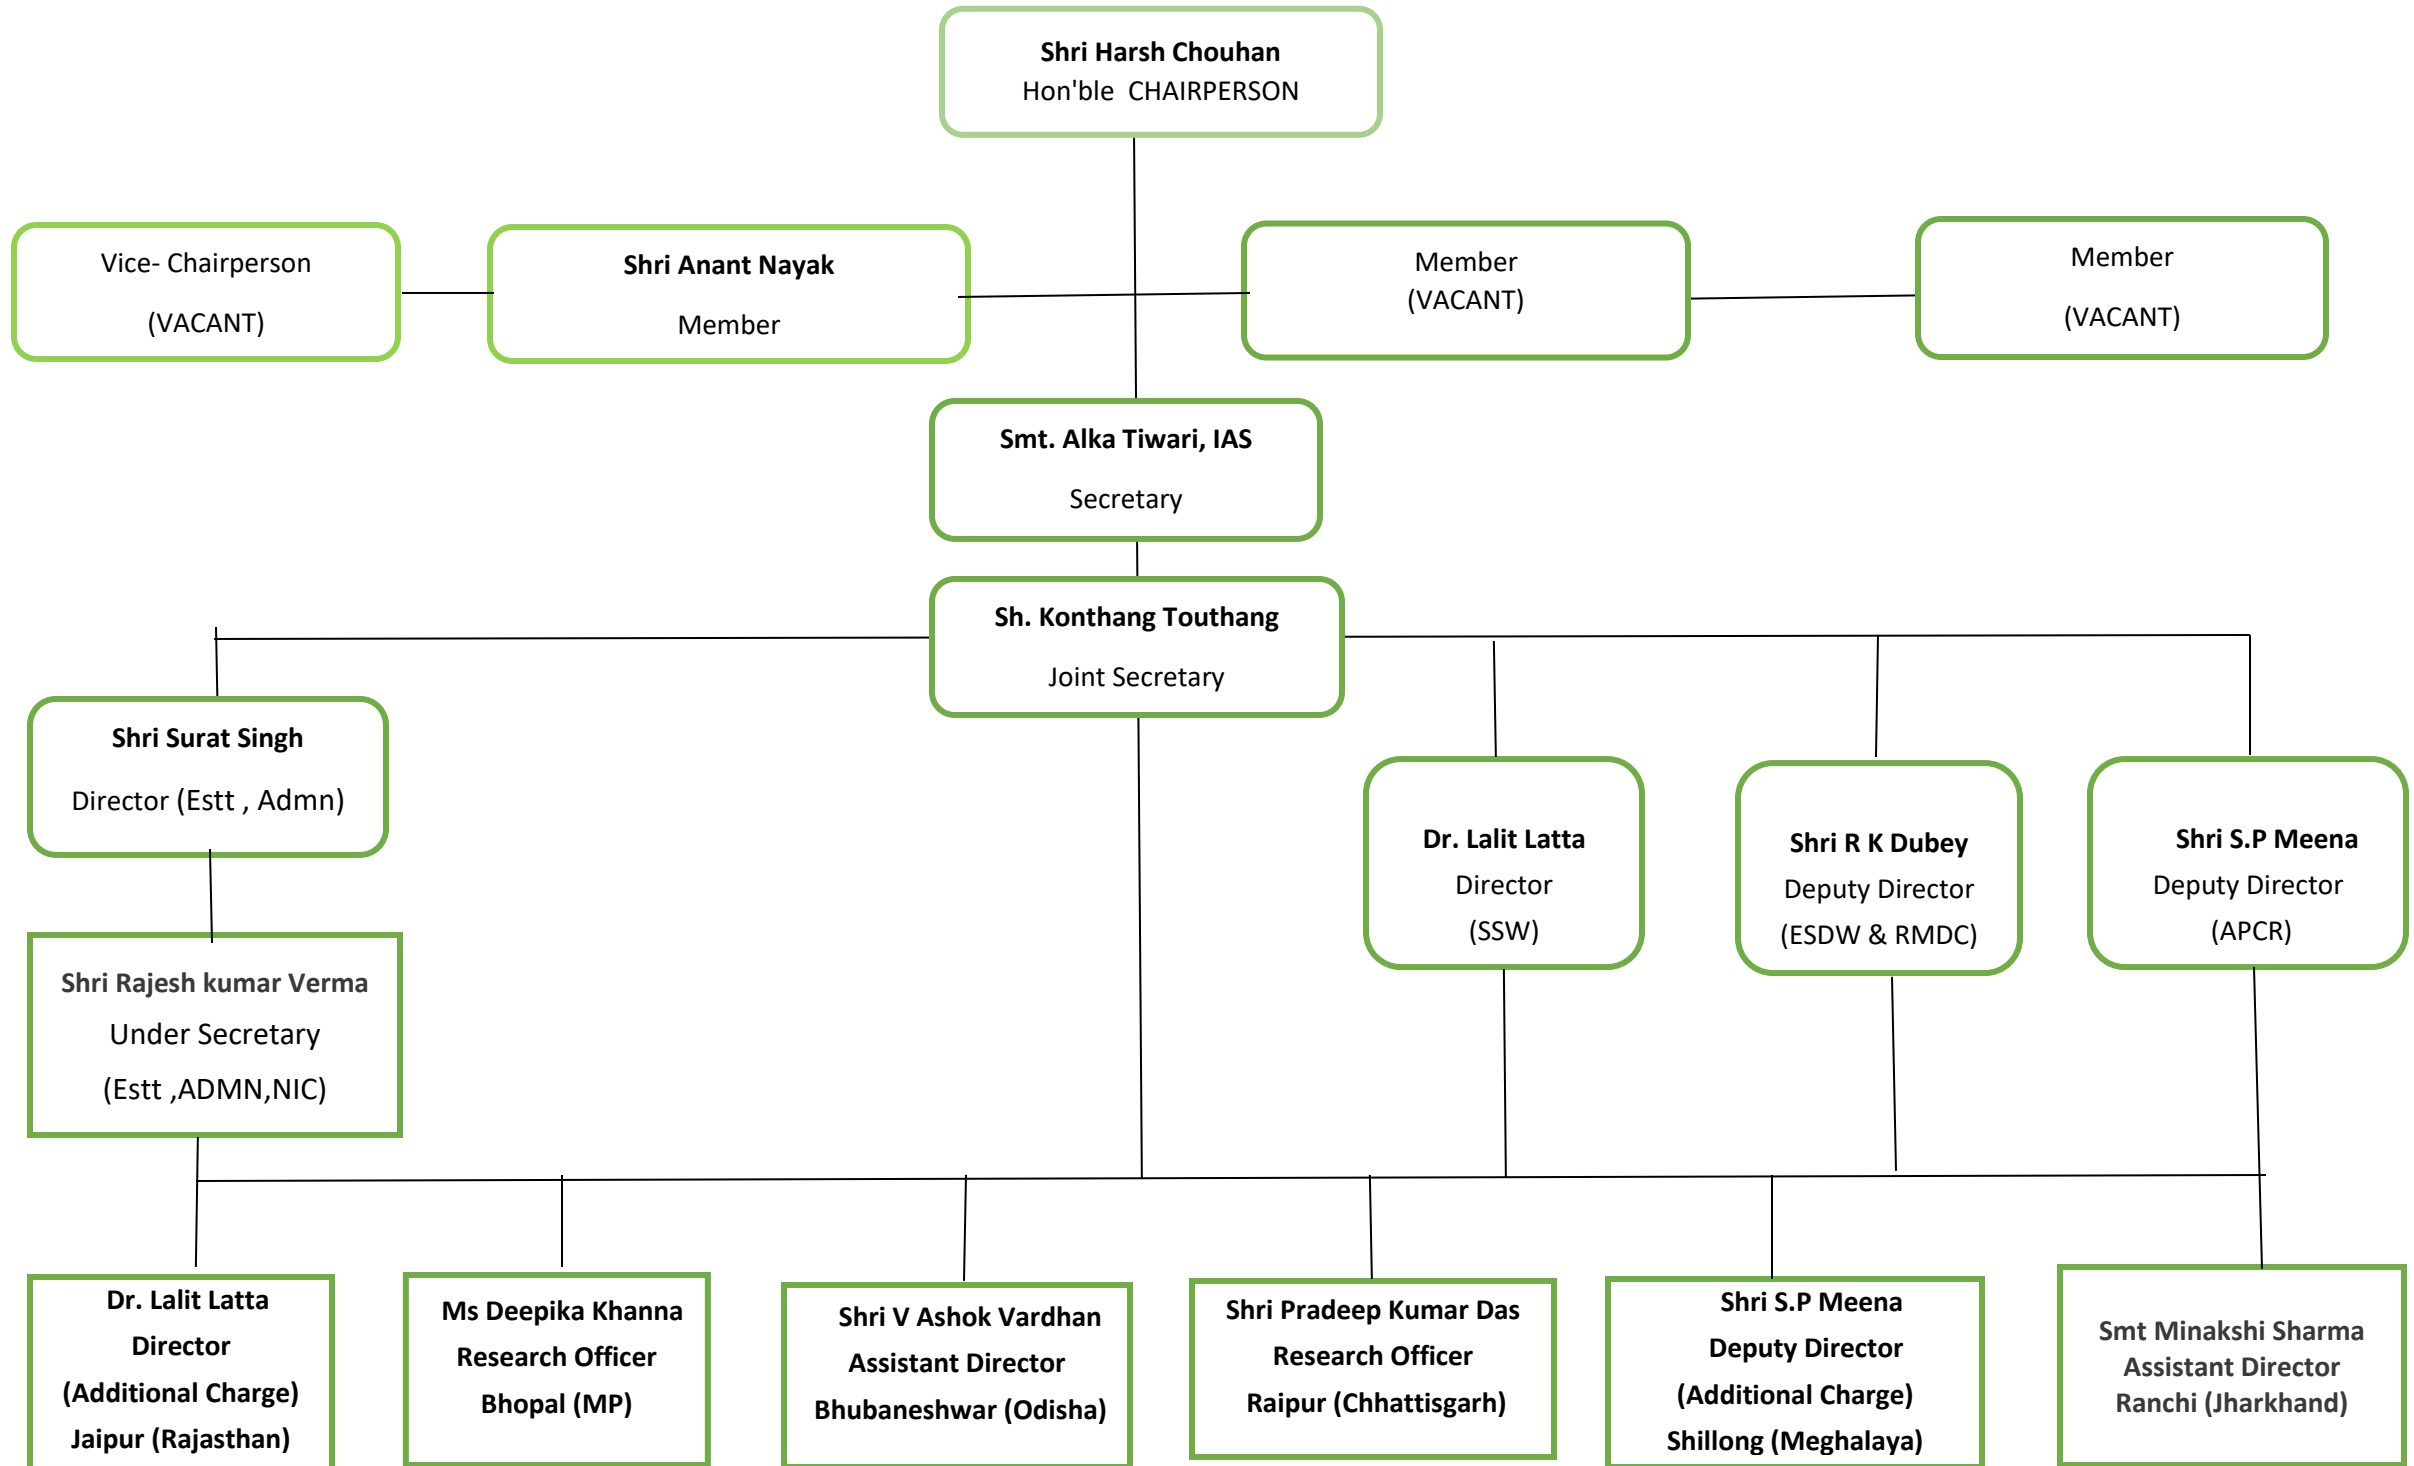 Shri Harsh Chouhan
Hon'ble CHAIRPERSON
Vice- Chairperson
(VACANT)
Shri Anant Nayak
Member
Member
(VACANT)
Member
(VACANT)
Smt. Alka Tiwari, IAS
Secretary
Sh. Konthang Touthang
Joint Secretary
Shri Surat Singh
Director (Estt , Admn)
Dr. Lalit Latta
Director
(SSW)
Shri R K Dubey
Deputy Director
(ESDW & RMDC)
Shri S.P Meena
Deputy Director
(APCR)
Shri Rajesh kumar Verma
Under Secretary
(Estt ,ADMN,NIC)
Dr. Lalit Latta
Director
(Additional Charge)
Jaipur (Rajasthan)
Ms Deepika Khanna
Research Officer
Bhopal (MP)
Shri V Ashok Vardhan
Assistant Director
Bhubaneshwar (Odisha)
Shri Pradeep Kumar Das
Research Officer
Raipur (Chhattisgarh)
Shri S.P Meena
Deputy Director
(Additional Charge)
Shillong (Meghalaya)
Smt Minakshi Sharma
Assistant Director
Ranchi (Jharkhand)